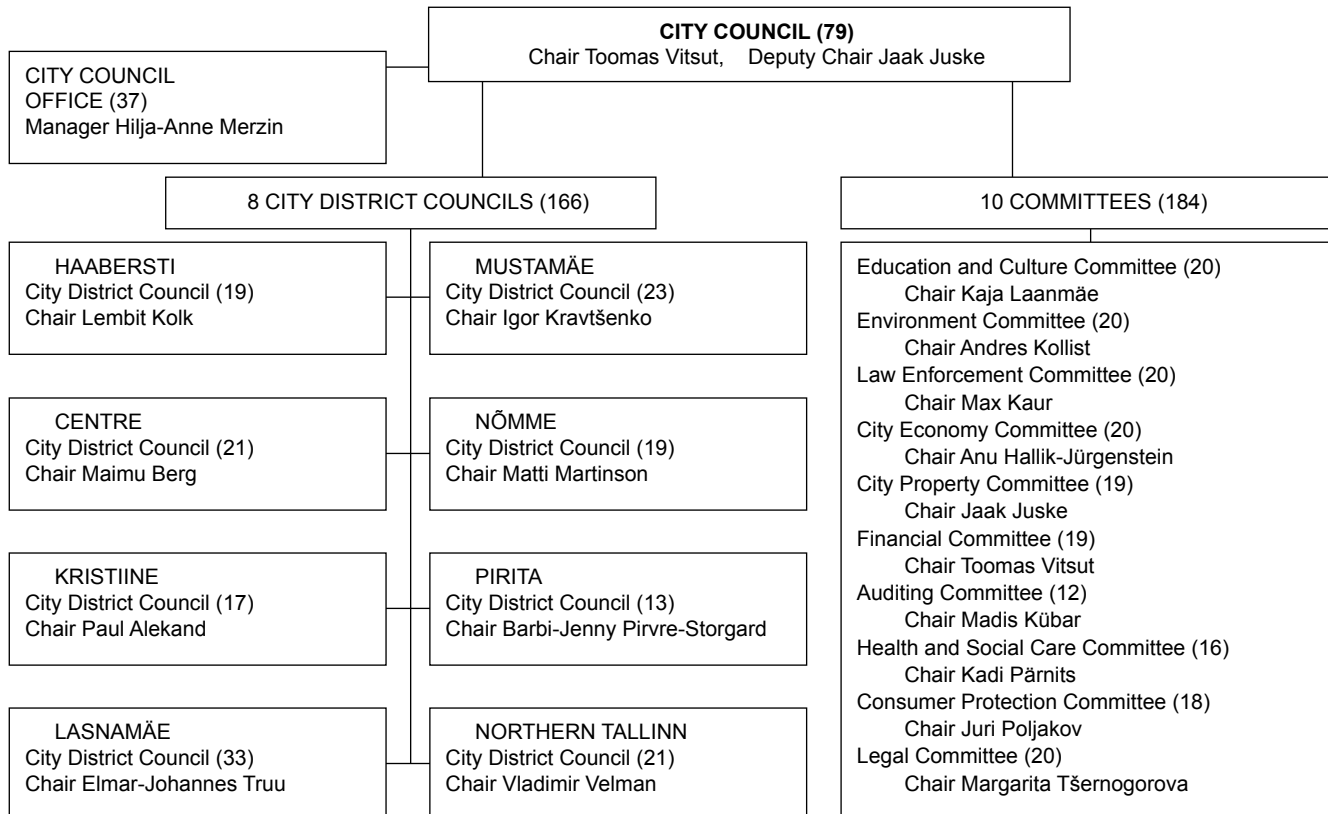 CITY COUNCIL (79)
Chair Toomas Vitsut, Deputy Chair Jaak Juske
CITY COUNCIL
OFFICE (37)
Manager Hilja-Anne Merzin
8 CITY DISTRICT COUNCILS (166)
10 COMMITTEES (184)
HAABERSTI
City District Council (19)
Chair Lembit Kolk
MUSTAMÄE
City District Council (23)
Chair Igor Kravtšenko
CENTRE
City District Council (21)
Chair Maimu Berg
NÕMME
City District Council (19)
Chair Matti Martinson
KRISTIINE
City District Council (17)
Chair Paul Alekand
PIRITA
City District Council (13)
Chair Barbi-Jenny Pirvre-Storgard
LASNAMÄE
City District Council (33)
Chair Elmar-Johannes Truu
NORTHERN TALLINN
City District Council (21)
Chair Vladimir Velman
Education and Culture Committee (20)
Chair Kaja Laanmäe
Environment Committee (20)
Chair Andres Kollist
Law Enforcement Committee (20)
Chair Max Kaur
City Economy Committee (20)
Chair Anu Hallik-Jürgenstein
City Property Committee (19)
Chair Jaak Juske
Financial Committee (19)
Chair Toomas Vitsut
Auditing Committee (12)
Chair Madis Kübar
Health and Social Care Committee (16)
Chair Kadi Pärnits
Consumer Protection Committee (18)
Chair Juri Poljakov
Legal Committee (20)
Chair Margarita Tšernogorova